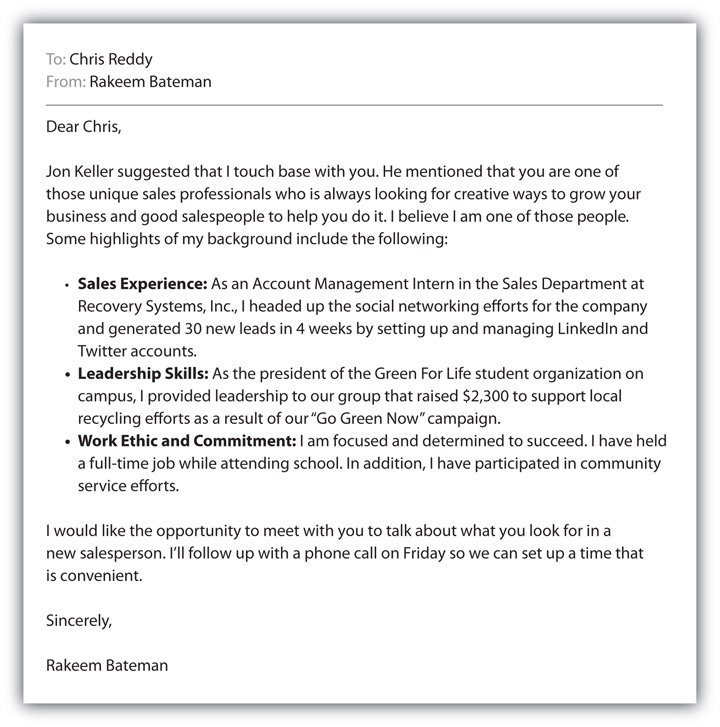 To: Chris Reddy
From: Rakeem Bateman
Dear Chris,
Jon Keller suggested that I touch base with you. He mentioned that you are one of
those unique sales professionals who is always looking for creative ways to grow your
business and good salespeople to help you do it. I believe I am one of those people.
Some highlights of my background include the following:
• Sales Experience: As an Account Management Intern in the Sales Department at
Recovery Systems, Inc., I headed up the social networking efforts for the company
and generated 30 new leads in 4 weeks by setting up and managing LinkedIn and
Twitter accounts.
• Leadership Skills: As the president of the Green For Life student organization on
campus, I provided leadership to our group that raised $2,300 to support local
recycling efforts as a result of our “Go Green Now” campaign.
• Work Ethic and Commitment: I am focused and determined to succeed. I have held
a full-time job while attending school. In addition, I have participated in community
service efforts.
I would like the opportunity to meet with you to talk about what you look for in a
new salesperson. I’ll follow up with a phone call on Friday so we can set up a time that
is convenient.
Sincerely,
Rakeem Bateman